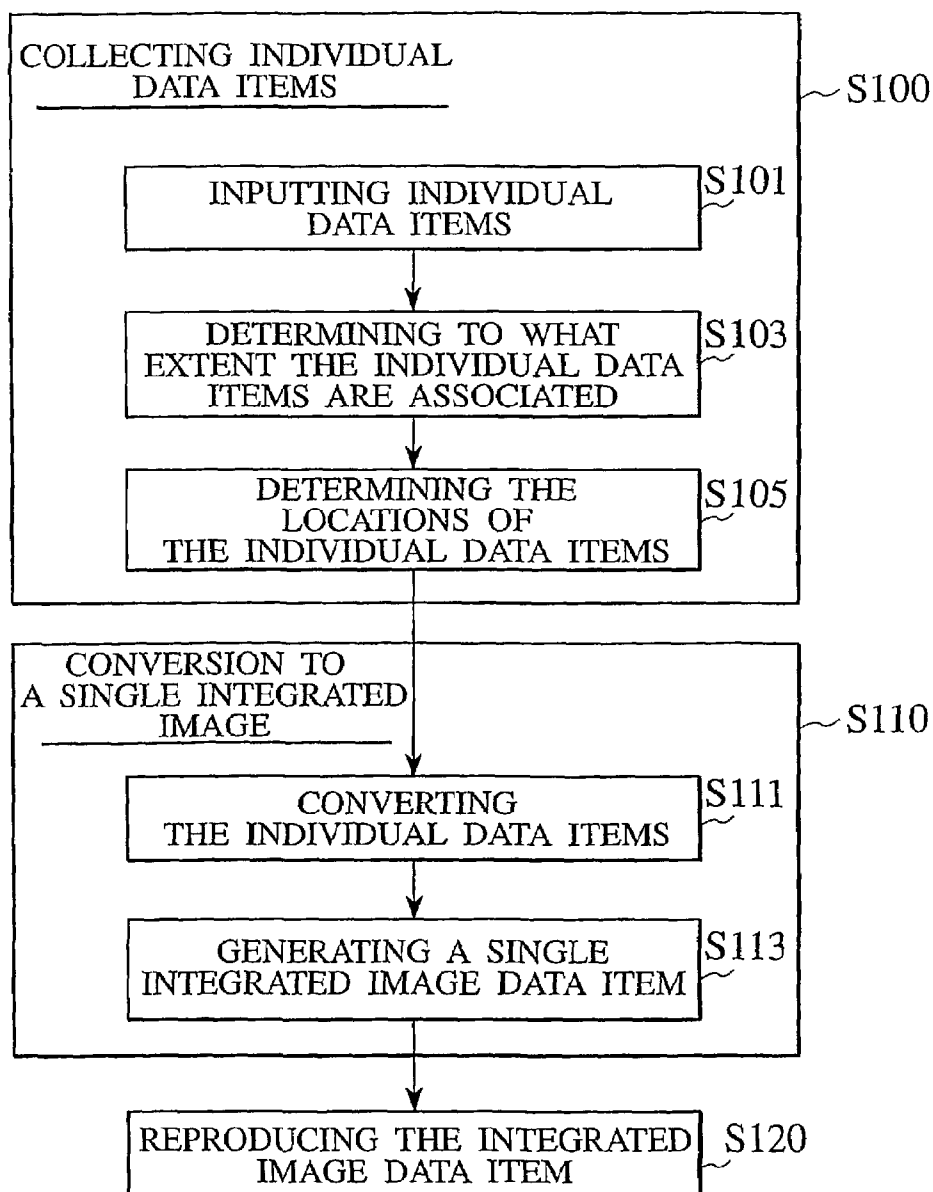 COLLECTING INDIVIDUAL
DATA ITEMS
S100
INPUTTING INDIVIDUAL
DATA ITEMS
S101
DETERMINING TO WHAT
EXTENT THE INDIVIDUAL DATA
ITEMS ARE ASSOCIATED
S103
DETERMINING THE
LOCATIONS OF
THE INDIVIDUAL DATA ITEMS
S105
CONVERSION TO
A SINGLE INTEGRATED
IMAGE
S110
CONVERTING
THE INDIVIDUAL DATA ITEMS
S111
GENERATING A SINGLE
INTEGRATED IMAGE DATA ITEM
S113
REPRODUCING THE INTEGRATED
IMAGE DATA ITEM
S120